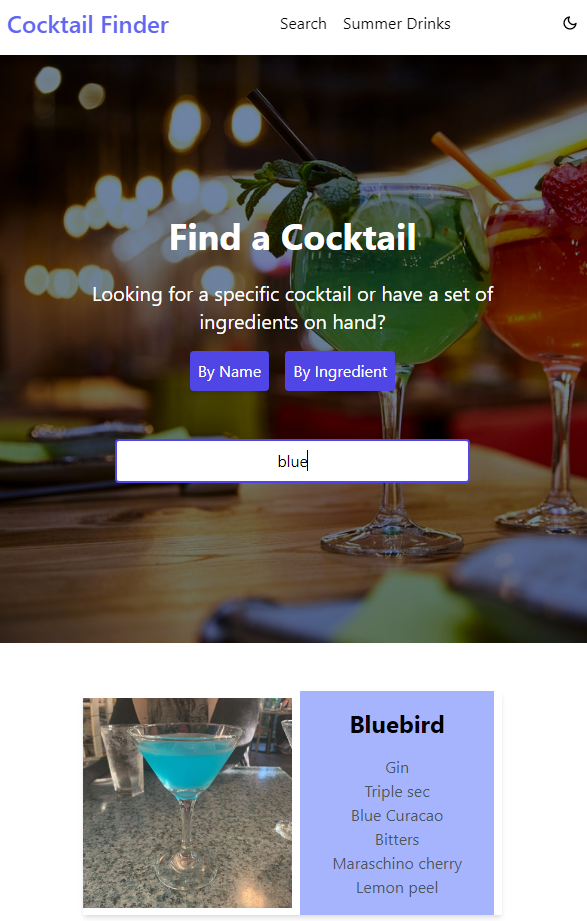 Cocktail Finder
Search
Summer Drinks
Find a Cocktail
Looking for a specific cocktail or have a set of
ingredients on hand?
By Name
By Ingredient
blue
Bluebird
Gin
Triple sec
Blue Curacao
Bitters
Maraschino cherry
Lemon peel